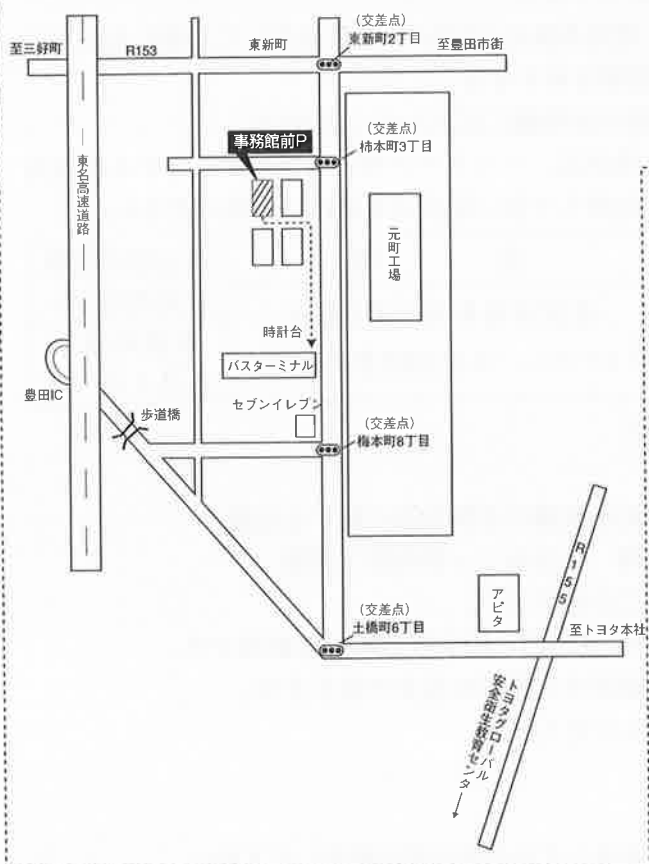 (交差点)
東新町2丁目
至三好町
R153
東新町
至豊田市街
事務館前P
(交差点)
柿本町3丁目
東名高速道路
元町工場
時計台
バスターミナル
豊田IC
セブンイレブン
歩道橋
(交差点)
梅本町8丁目
R155
アピタ
(交差点)
土橋町6丁目
至トヨタ本社
トヨタグローバル
安全衛生教育センタ